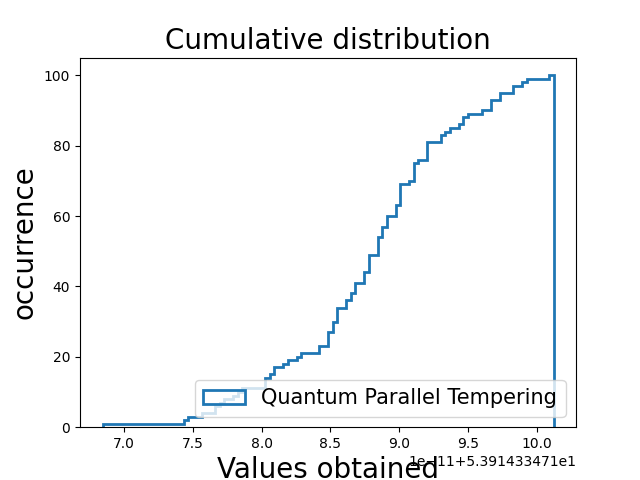 Cumulative distribution
100
80
60
40
20
0
occurrence
Quantum Parallel Tempering
7.0 7.5 8.0 8.5 9.0 9.5 10.0
1e−11+5.391433471e1
Values obtained